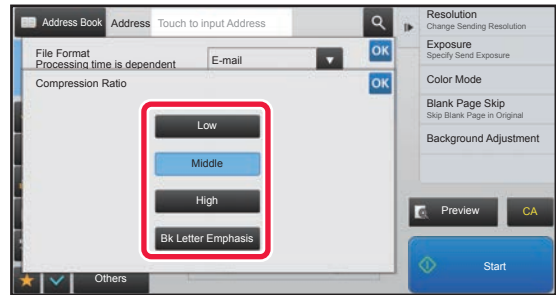 Address Book
Address
Touch to input Address
File Format
Processing time is dependent
E-mail
OK
Compression Ratio
OK
Low
Middle
High
Bk Letter Emphasis
Others
Resolution
Change Sending Resolution
Exposure
Specify Send Exposure
Color Mode
Blank Page Skip
Skip Blank Page in Original
Background Adjustment
Preview
CA
Start